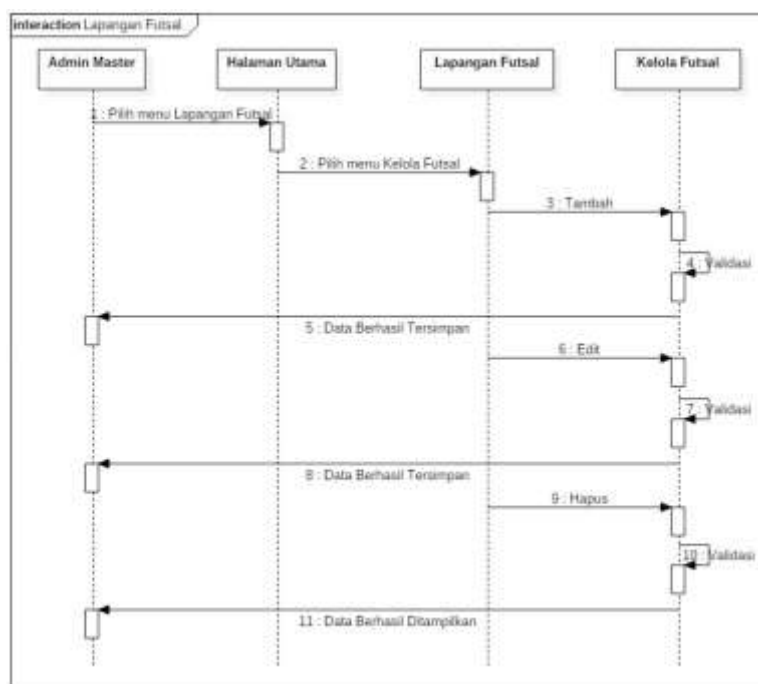 interaction Lapangan Futsal
Admin Master
Halaman Utama
Lapangan Futsal
Kelola Futsal
1 : Pilih menu Lapangan Futsal
2 : Pilih menu Kelola Futsal
3 : Tambah
4 : Validasi
5 : Data Berhasil Tersimpan
6 : Edit
7 : Validasi
8 : Data Berhasil Tersimpan
9 : Hapus
10 : Validasi
11 : Data Berhasil Ditampilkan